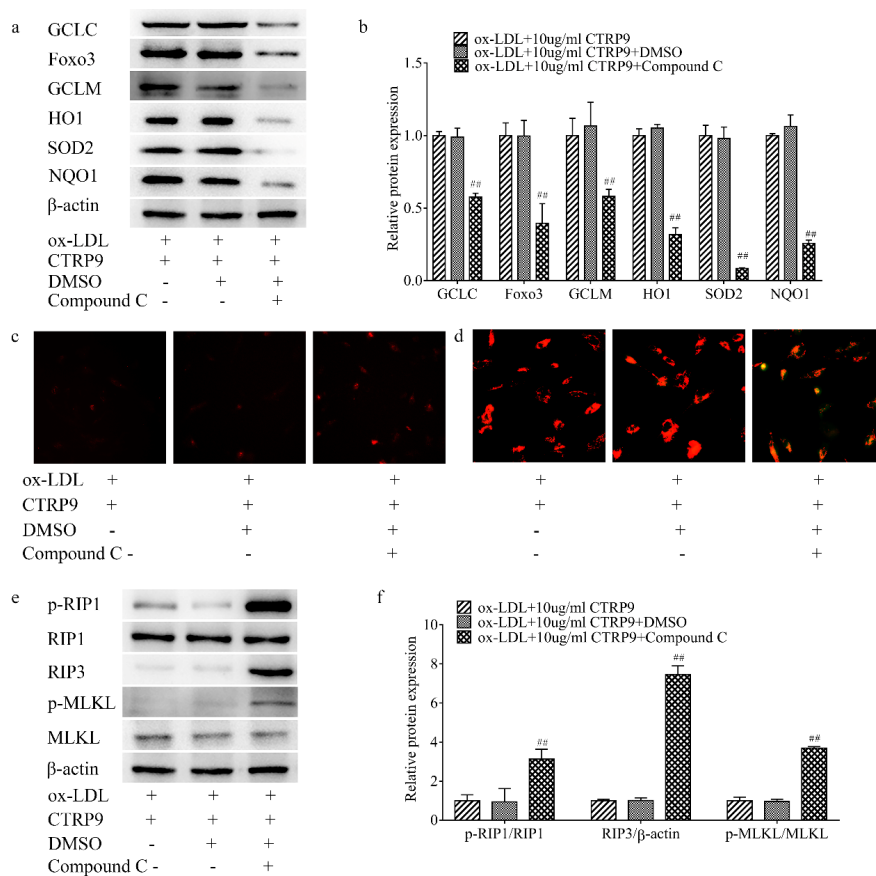 a
GCLC
Foxo3
GCLM
HO1
SOD2
NQO1
β-actin
ox-LDL + + +
CTRP9 + + +
DMSO - + +
Compound C - - +
b
ox-LDL+10ug/ml CTRP9
ox-LDL+10ug/ml CTRP9+DMSO
ox-LDL+10ug/ml CTRP9+Compound C
Relative protein expression
1.5
1.0
0.5
0.0
## ## ## ## ## ##
GCLC Foxo3 GCLM HO1 SOD2 NQO1
c
d
ox-LDL + + + + + +
CTRP9 + + + + + +
DMSO - + + - + +
Compound C - - + - - +
e
p-RIP1
RIP1
RIP3
p-MLKL
MLKL
β-actin
ox-LDL + + +
CTRP9 + + +
DMSO - + +
Compound C - - +
f
ox-LDL+10ug/ml CTRP9
ox-LDL+10ug/ml CTRP9+DMSO
ox-LDL+10ug/ml CTRP9+Compound C
Relative protein expression
10
8
6
4
2
0
## ## ##
p-RIP1/RIP1 RIP3/β-actin p-MLKL/MLKL